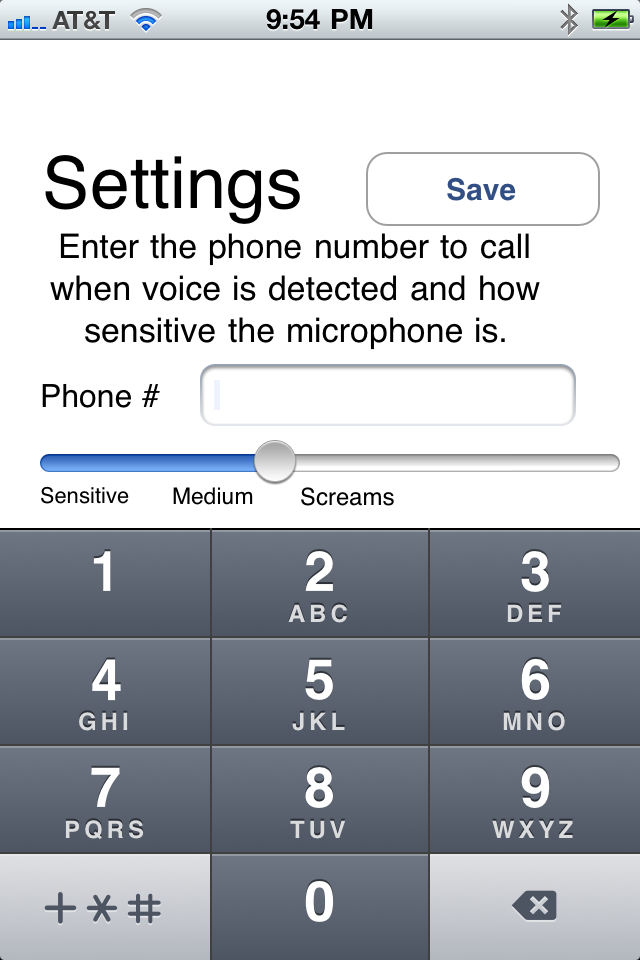 AT&T 9:54 PM
Settings
Save
Enter the phone number to call
when voice is detected and how
sensitive the microphone is.
Phone #
Sensitive Medium Screams
1 2 3
ABC DEF
4 5 6
GHI JKL MNO
7 8 9
PQRS TUV WXYZ
+*# 0